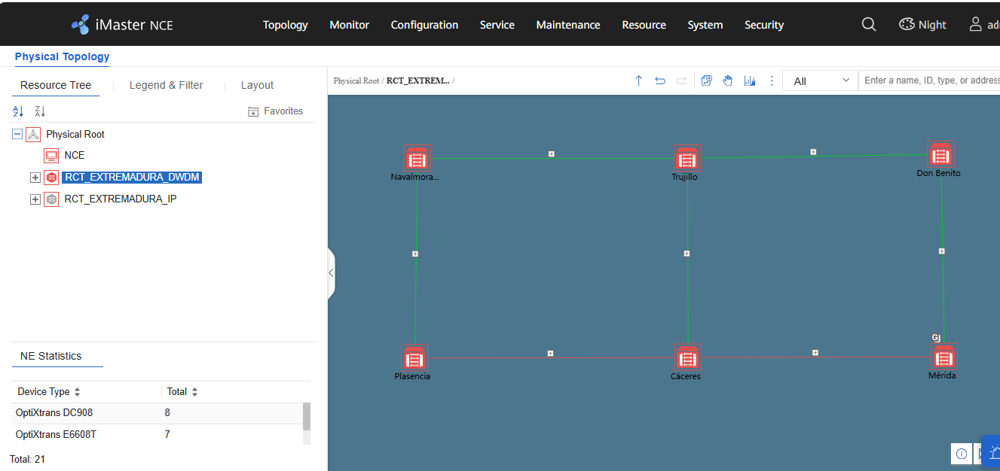 iMaster NCE Topology Monitor Configuration Service Maintenance Resource System Security Night
Physical Topology
Resource Tree Legend & Filter Layout
Favorites
Physical Root
NCE
RCT_EXTREMADURA_DWDM
RCT_EXTREMADURA_IP
NE Statistics
Device Type Total
OptiXtrans DC908 8
OptiXtrans E6608T 7
Total: 21
Physical Root / RCT_EXTREM... /
All
Enter a name, ID, type, or address
Navalmora...
Trujillo
Don Benito
Plasencia
Cáceres
GJ
Mérida